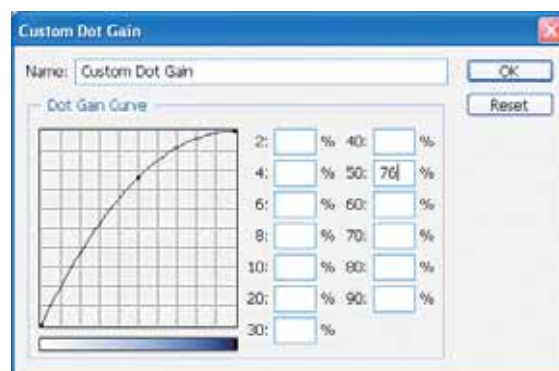 Custom Dot Gain
Name: Custom Dot Gain
OK
Dot Gain Curve
Reset
2: % 40: %
4: % 50: 76 %
6: % 60: %
8: % 70: %
10: % 80: %
20: % 90: %
30: %